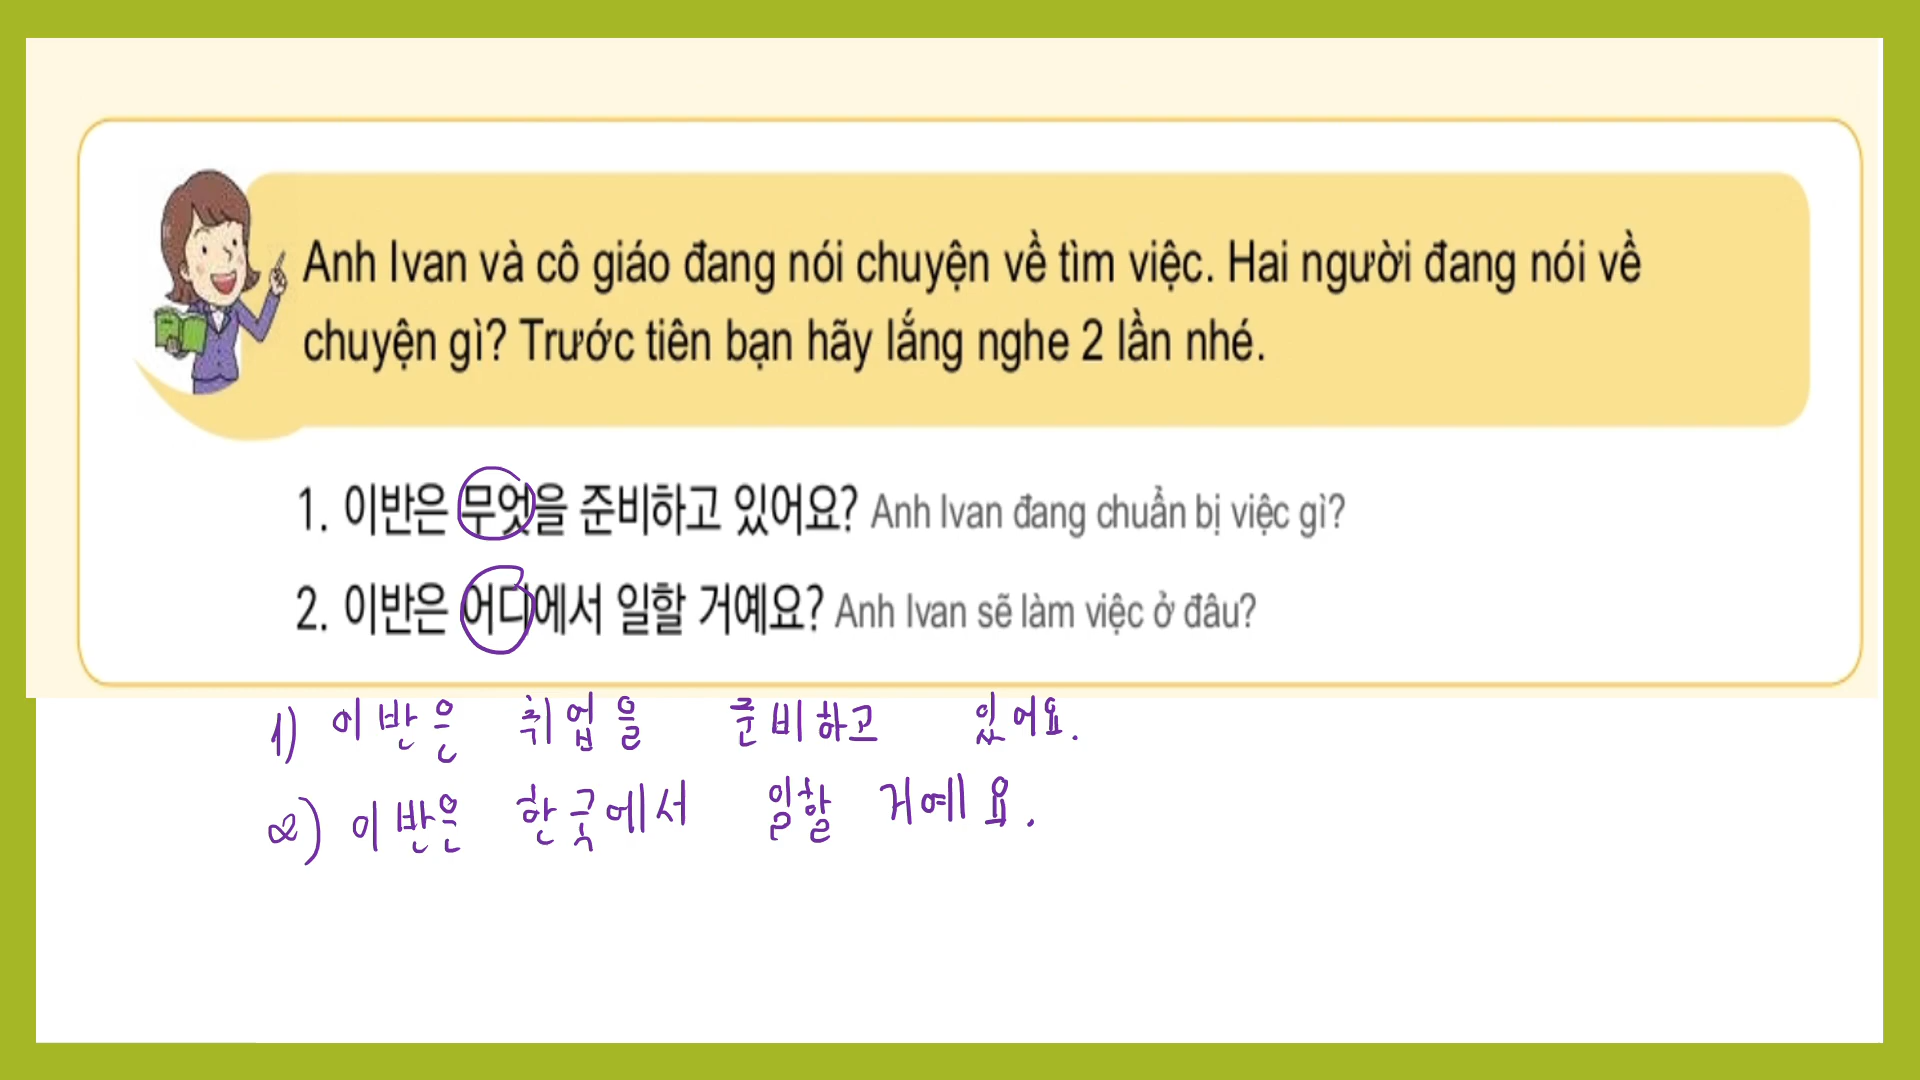 Anh Ivan và cô giáo đang nói chuyện về tìm việc. Hai người đang nói về
chuyện gì? Trước tiên bạn hãy lắng nghe 2 lần nhé.
1. 이반은 무엇을 준비하고 있어요? Anh Ivan đang chuẩn bị việc gì?
2. 이반은 어디에서 일할 거예요? Anh Ivan sẽ làm việc ở đâu?
1) 이반은 취업을 준비하고 있어요.
2) 이반은 한국에서 일할 거예요.